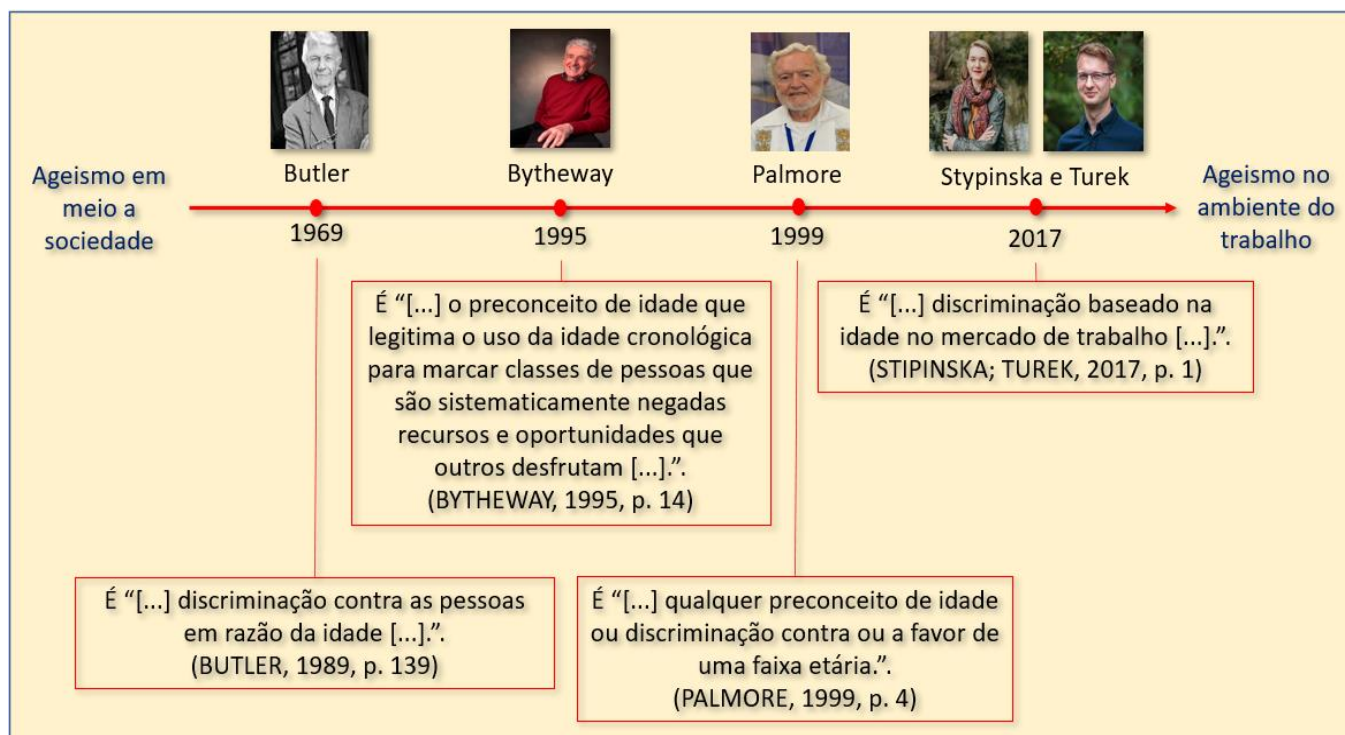 Butler
Bytheway
Palmore
Stypinska e Turek
Ageismo em
meio a
sociedade
Ageismo no
ambiente do
trabalho
1969
1995
1999
2017
É “[...] o preconceito de idade que
legitima o uso da idade cronológica
para marcar classes de pessoas que
são sistematicamente negadas
recursos e oportunidades que
outros desfrutam [...].”.
(BYTHEWAY, 1995, p. 14)
É “[...] discriminação baseado na
idade no mercado de trabalho [...].”.
(STIPINSKA; TUREK, 2017, p. 1)
É “[...] discriminação contra as pessoas
em razão da idade [...].”.
(BUTLER, 1989, p. 139)
É “[...] qualquer preconceito de idade
ou discriminação contra ou a favor de
uma faixa etária.”.
(PALMORE, 1999, p. 4)